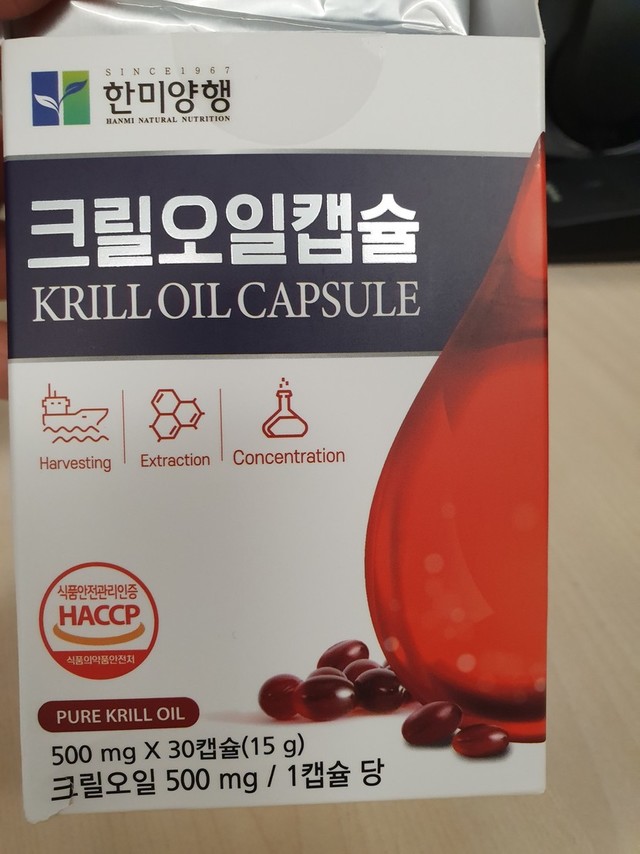 SINCE1967
한미양행
HANMI NATURAL NUTRITION
크릴오일캡슐
KRILL OIL CAPSULE
Harvesting
Extraction
Concentration
식품안전관리인증
HACCP
식품의약품안전처
PURE KRILL OIL
500 mg X 30캡슐(15 g)
크릴오일 500 mg / 1캡슐 당